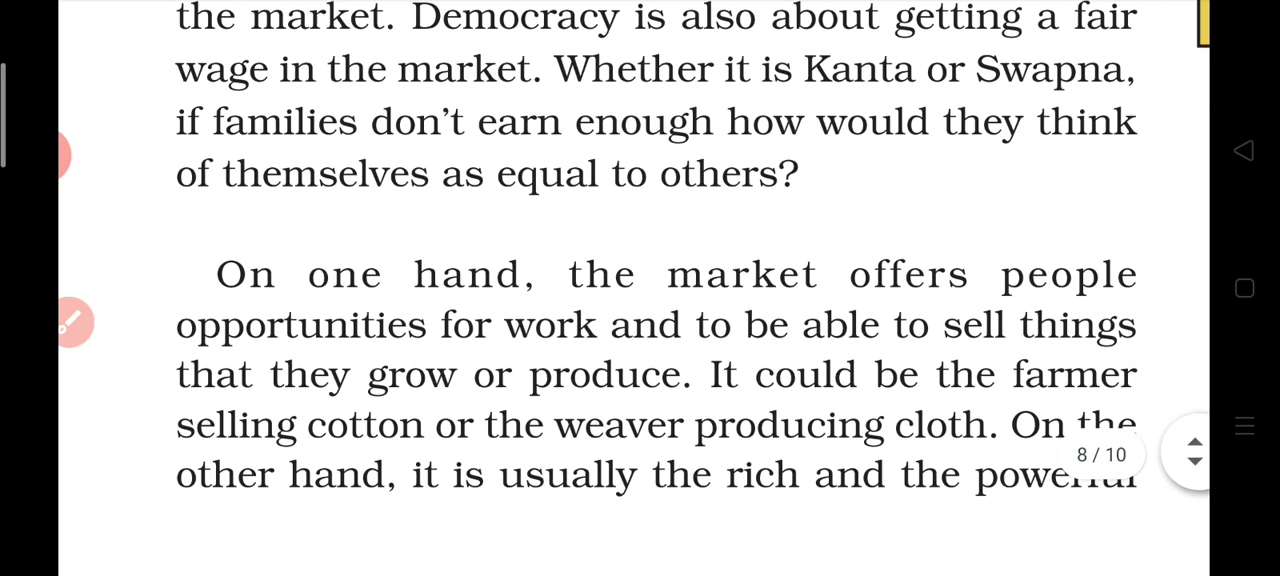 the market. Democracy is also about getting a fair
wage in the market. Whether it is Kanta or Swapna,
if families don't earn enough how would they think
of themselves as equal to others?
On one hand, the market offers people
opportunities for work and to be able to sell things
that they grow or produce. It could be the farmer
selling cotton or the weaver producing cloth. On the
other hand, it is usually the rich and the powerful
8 / 10